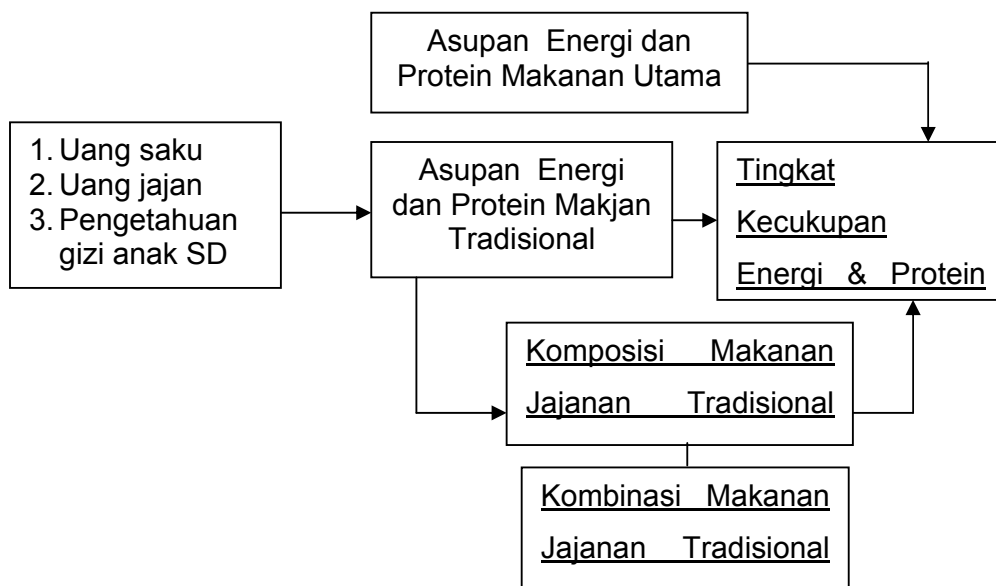 Asupan Energi dan
Protein Makanan Utama
1. Uang saku
2. Uang jajan
3. Pengetahuan
gizi anak SD
Asupan Energi
dan Protein Makjan
Tradisional
Tingkat
Kecukupan
Energi & Protein
Komposisi Makanan
Jajanan Tradisional
Kombinasi Makanan
Jajanan Tradisional